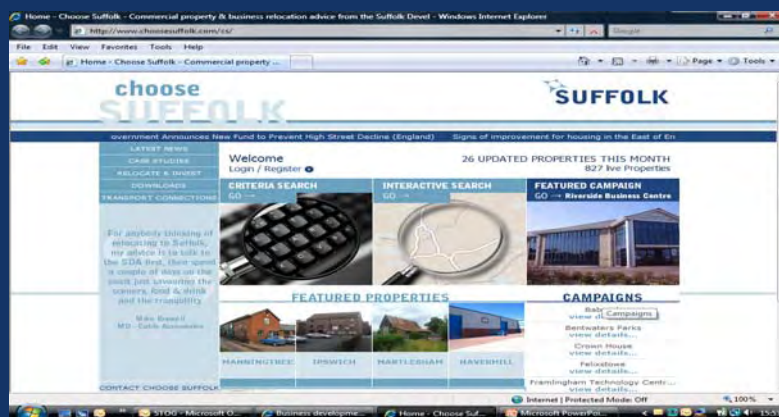 Home - Choose Suffolk - Commercial property & business relocation advice from the Suffolk Devel - Windows Internet Explorer
http://www.choosesuffolk.com/cs/
Google
File Edit View Favorites Tools Help
Home - Choose Suffolk - Commercial property ...
Page Tools
choose
SUFFOLK
SUFFOLK
overnment Announces New Fund to Prevent High Street Decline (England) Signs of improvement for housing in the East of En
LATEST NEWS
CASE STUDIES
RELOCATE & INVEST
DOWNLOADS
TRANSPORT CONNECTIONS
For anybody thinking of
relocating to Suffolk,
my advice is to talk to
the SDA first, then spend
a couple of days on the
coast just savouring the
scenery, food & drink
and the tranquility
Mike
MD -
CONTACT CHOOSE SUFFOLK
Welcome
Login / Register
26 UPDATED PROPERTIES THIS MONTH
827 live Properties
CRITERIA SEARCH
GO →
INTERACTIVE SEARCH
GO →
FEATURED CAMPAIGN
GO → Riverside Business Centre
FEATURED PROPERTIES
MANNINGTREE IPSWICH MARTLESHAM HAVERHILL
CAMPAIGNS
Campaigns
Bentwaters Parks
view details...
Crown House
view details...
Felixstowe
view details...
Framlingham Technology Centr...
view details...
Internet | Protected Mode: Off
100%
STOG - Microsoft O...
Business developme...
Home - Choose Suf...
Microsoft PowerPoi...